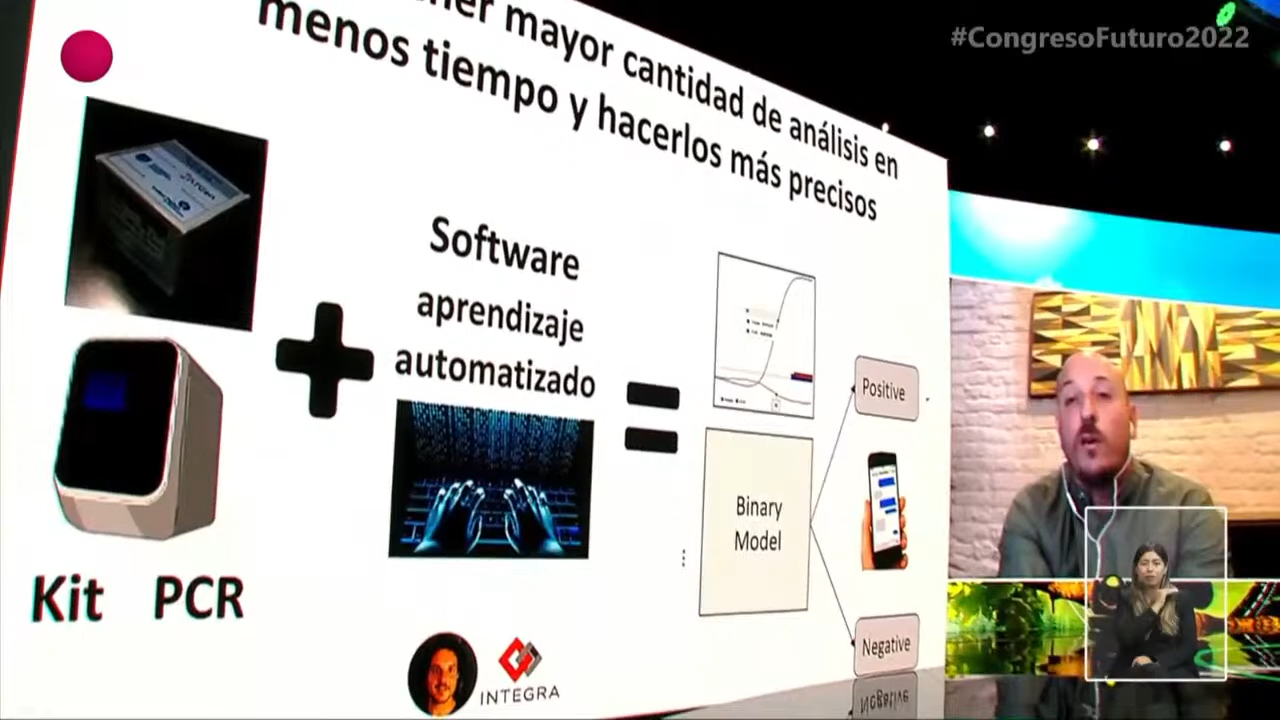 #CongresoFuturo2022
mayor cantidad de análisis en
menos tiempo y hacerlos más precisos
Software
aprendizaje
automatizado
Kit PCR
INTEGRA
Binary
Model
Positive
Negative